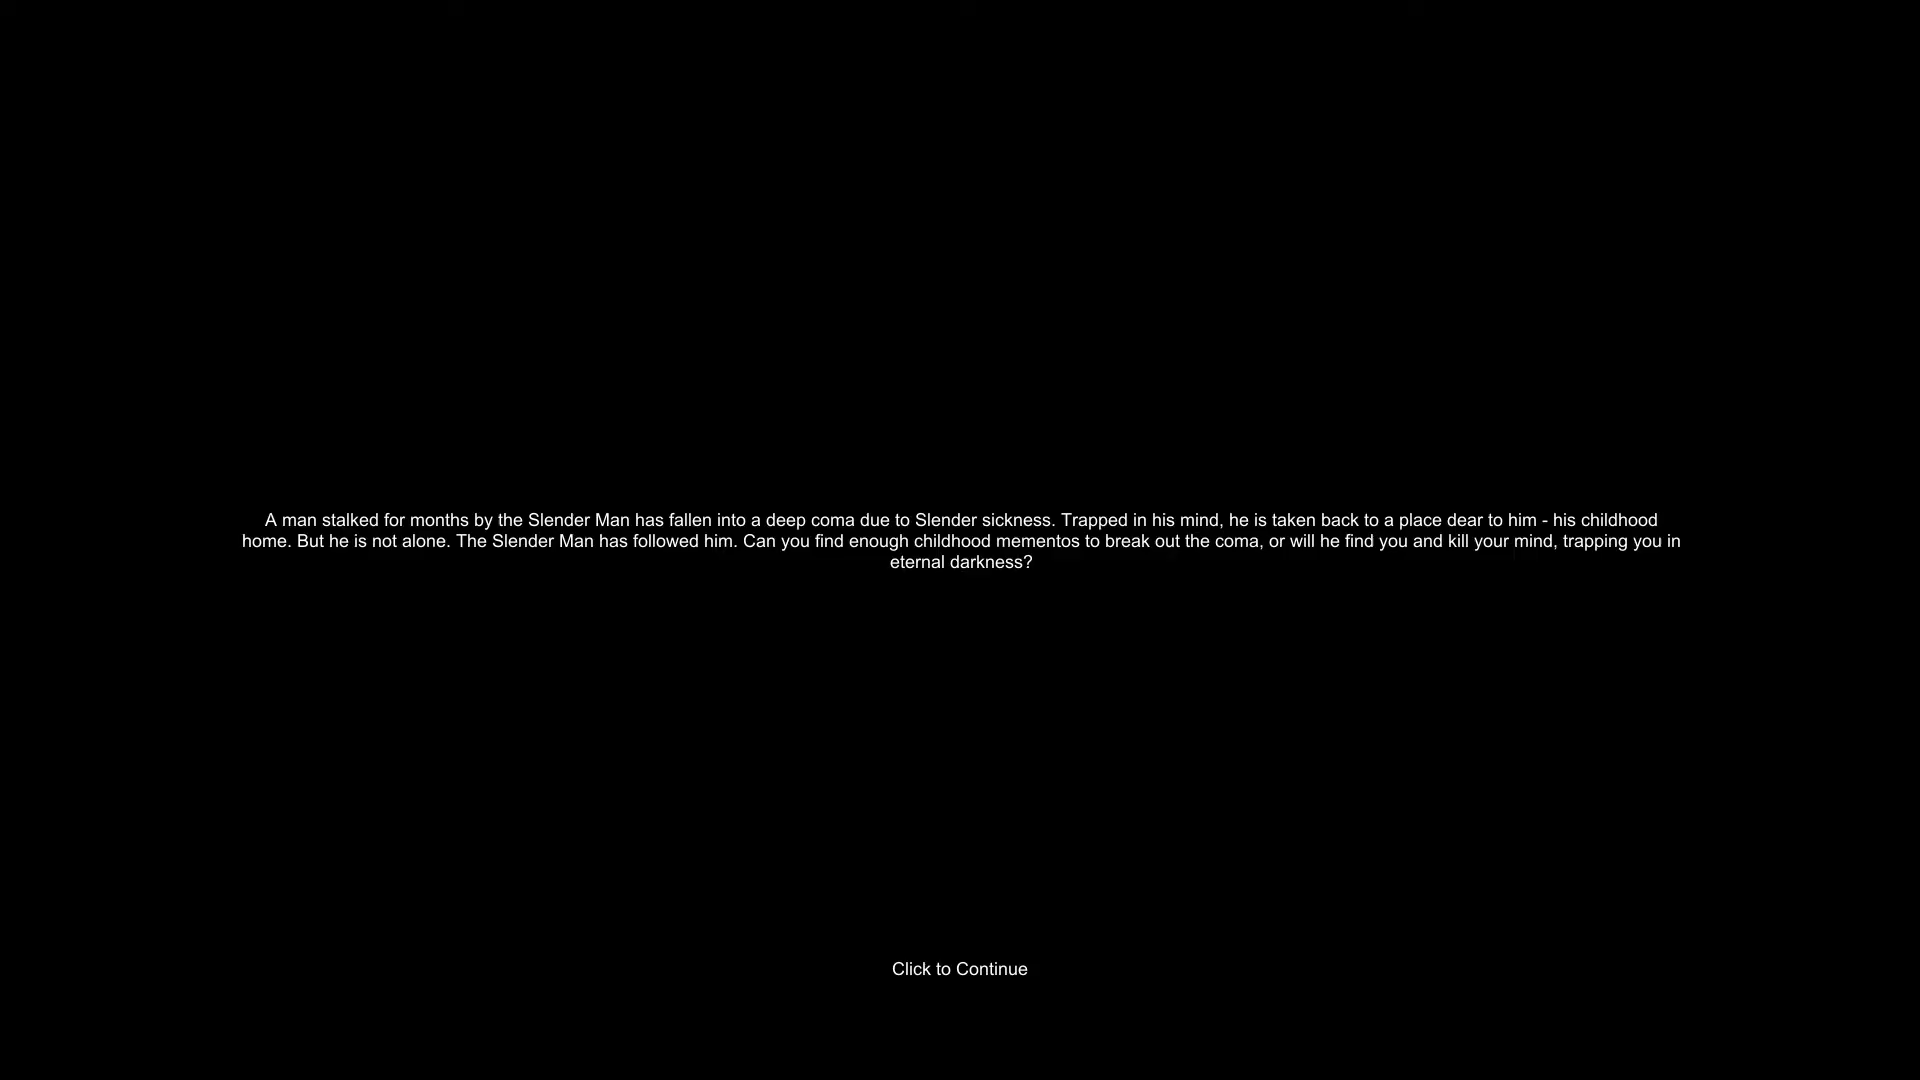 A man stalked for months by the Slender Man has fallen into a deep coma due to Slender sickness. Trapped in his mind, he is taken back to a place dear to him - his childhood
home. But he is not alone. The Slender Man has followed him. Can you find enough childhood mementos to break out the coma, or will he find you and kill your mind, trapping you in
eternal darkness?
Click to Continue